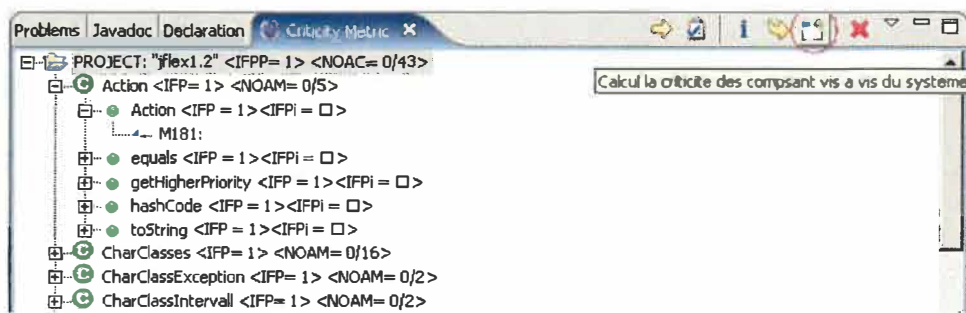 Problems Javadoc Declaration Criticity Metric
PROJECT: "jflex1.2" <IFPP= 1> <NOAC= 0/43>
Action <IFP= 1> <NOAM= 0/5>
Calcul la criticite des compsant vis a vis du systeme
Action <IFP = 1><IFPi = □>
M181:
equals <IFP = 1><IFPi = □>
getHigherPriority <IFP = 1><IFPi = □>
hashCode <IFP = 1><IFPi = □>
toString <IFP = 1><IFPi = □>
CharClasses <IFP= 1> <NOAM= 0/16>
CharClassException <IFP= 1> <NOAM= 0/2>
CharClassIntervall <IFP= 1> <NOAM= 0/2>